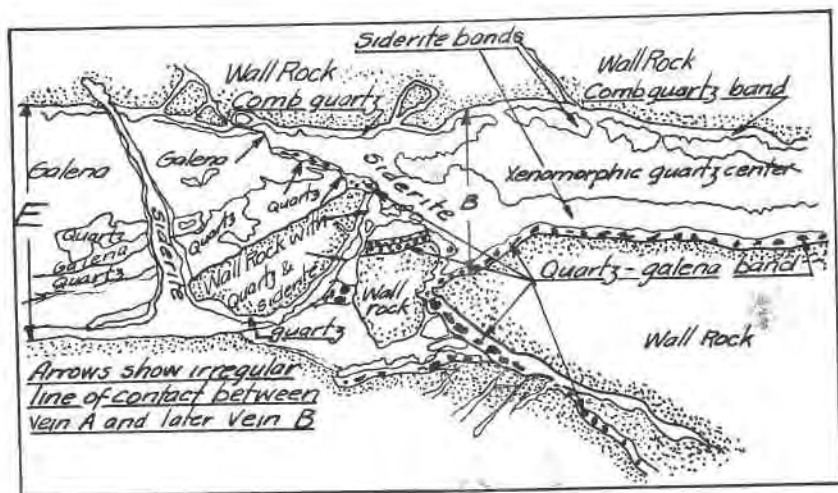 Siderite bands
Wall Rock
Comb quartz
Wall Rock
Comb quartz band
Galena
Galena
Siderite
Xenomorphic quartz center
E
B
Quartz
Siderite
Quartz
Quartz
Galena
Quartz
Wall Rock with
Quartz &
siderite
Wall
rock
Quartz-galena band
quartz
Wall Rock
Arrows show irregular
line of contact between
vein A and later vein B